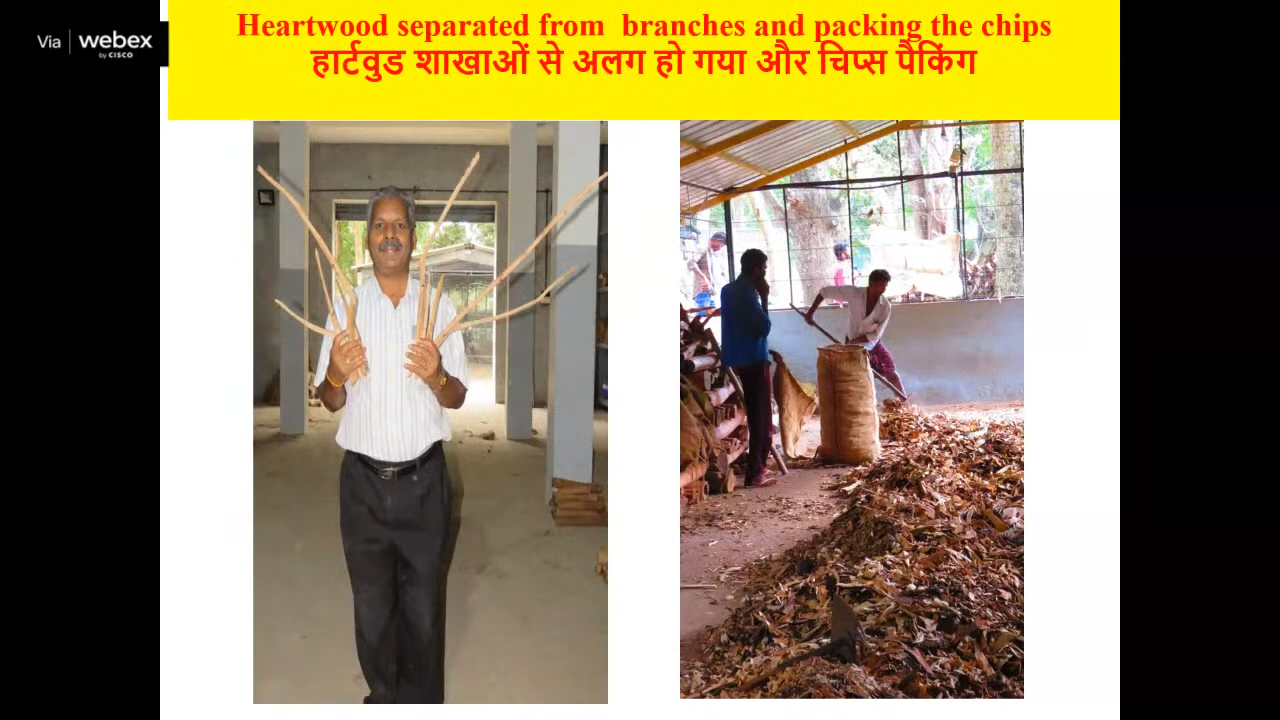 Via webex
by CISCO
Heartwood separated from branches and packing the chips
हार्टवुड शाखाओं से अलग हो गया और चिप्स पैकिंग